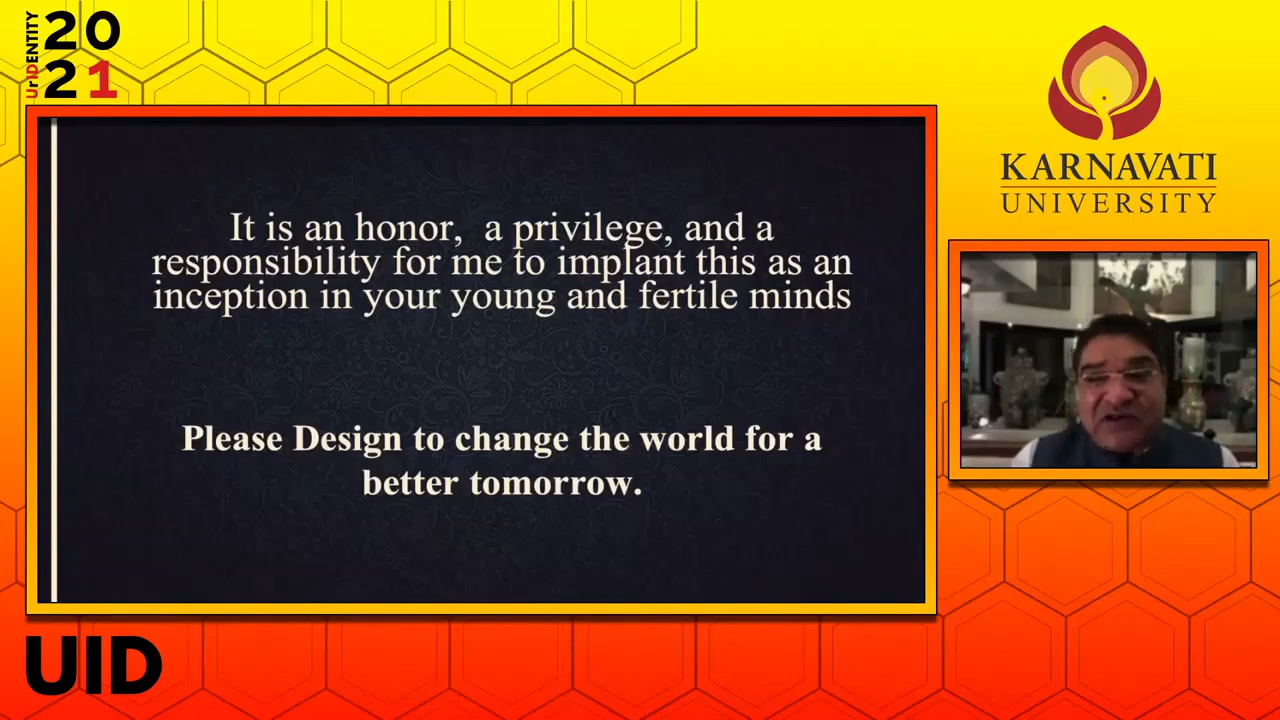 UrIDENTITY
20
21
KARNAVATI
UNIVERSITY
It is an honor,  a privilege, and a
responsibility for me to implant this as an
inception in your young and fertile minds
Please Design to change the world for a
better tomorrow.
UID